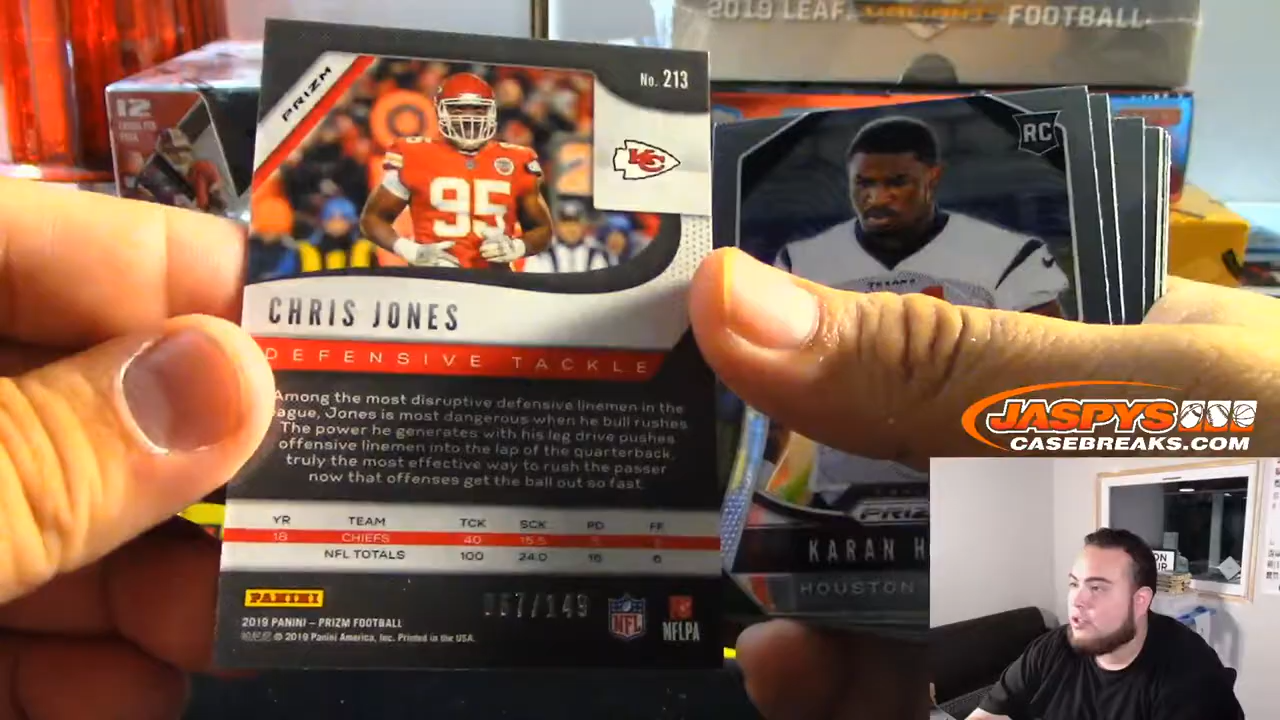 2019 LEAF FOOTBALL
12
PRIZM
No. 213
KC
95
RC
TEXANS
CHRIS JONES
DEFENSIVE TACKLE
Among the most disruptive defensive linemen in the
league, Jones is most dangerous when he bull rushes.
The power he generates with his leg drive pushes
offensive linemen into the lap of the quarterback,
truly the most effective way to rush the passer
now that offenses get the ball out so fast.
YR TEAM TCK SCK PD FF
18 CHIEFS 40 15.5 5
NFL TOTALS 100 24.0 16 6
PANINI
/149
NFL
NFLPA
2019 PANINI – PRIZM FOOTBALL
© 2019 Panini America, Inc. Printed in the USA.
PRIZM
KARAN H
HOUSTON
JASPYS
CASEBREAKS.COM